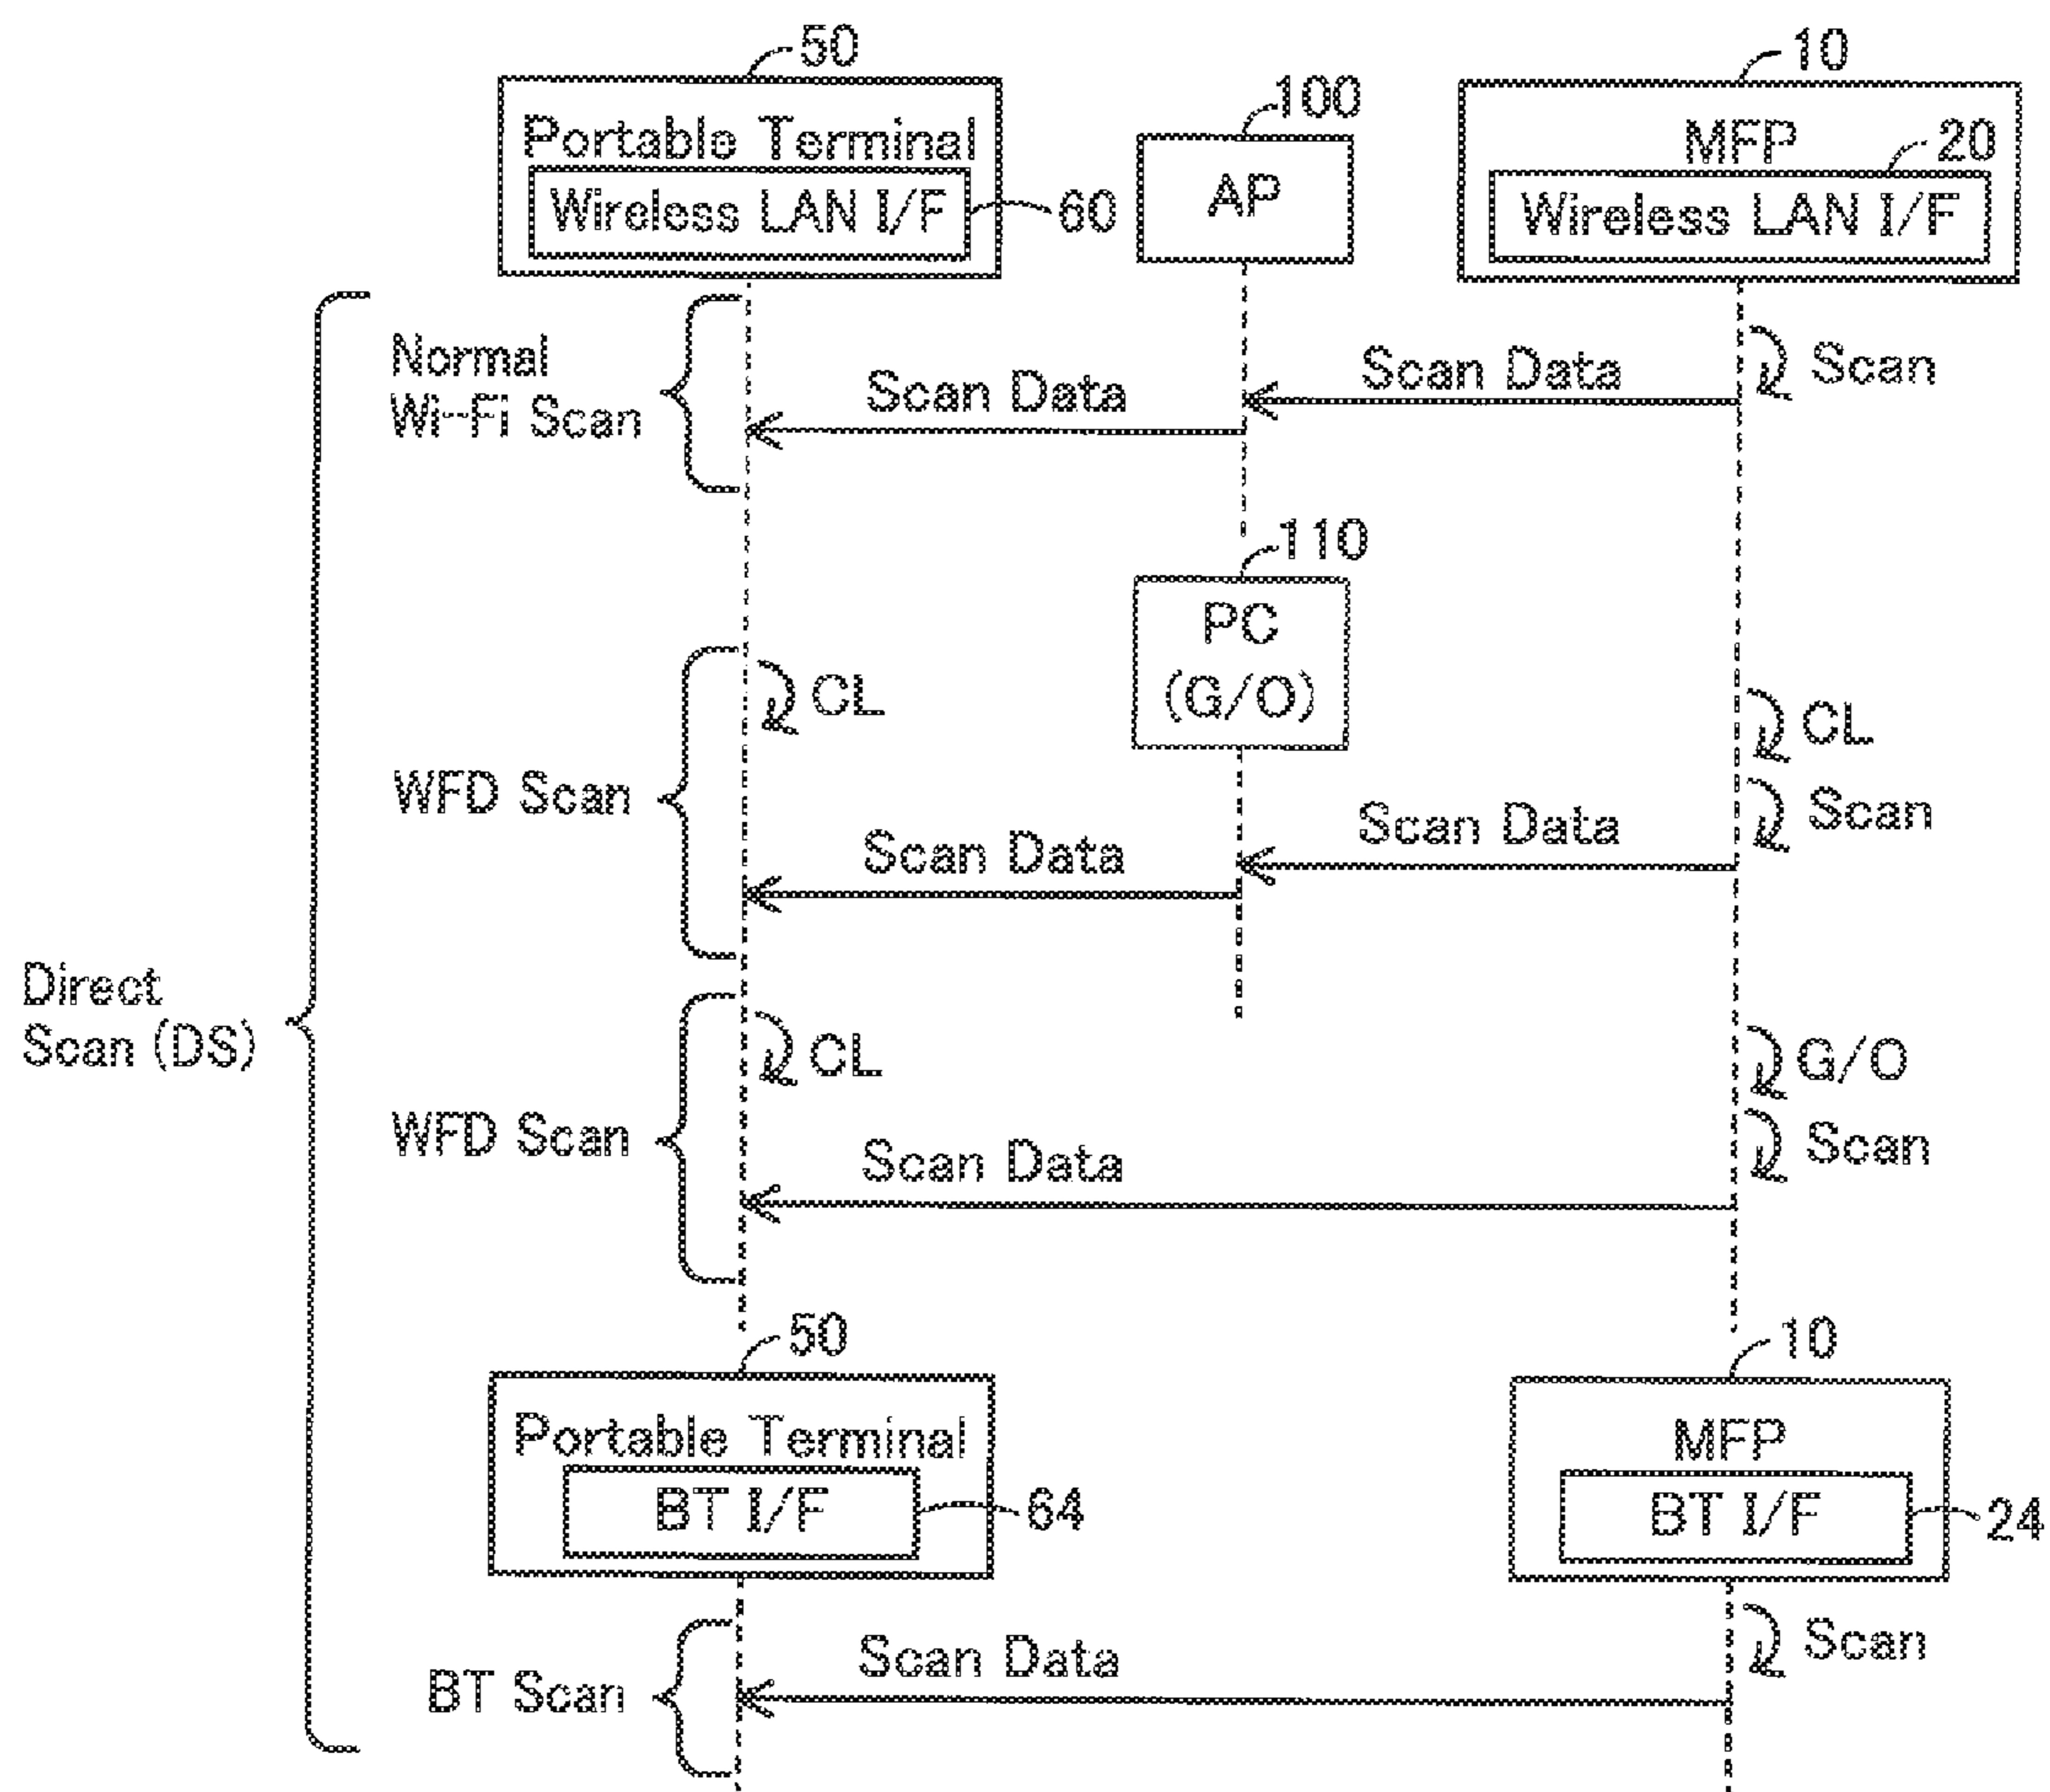 50
10
100
Portable Terminal
MFP
20
AP
Wireless LAN I/F
60
Wireless LAN I/F
Normal
Wi-Fi Scan
Scan Data
Scan Data
Scan
110
PC
(G/O)
WFD Scan
CL
CL
Scan
Scan Data
Scan Data
Direct
Scan (DS)
WFD Scan
CL
G/O
Scan
Scan Data
50
10
Portable Terminal
MFP
BT I/F
64
BT I/F
24
BT Scan
Scan Data
Scan